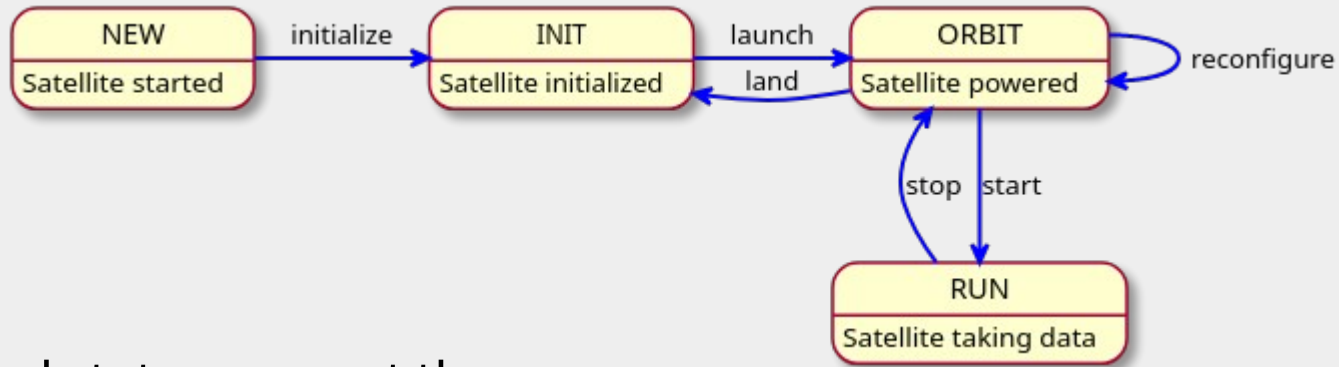 NEW
Satellite started
initialize
INIT
Satellite initialized
launch
land
ORBIT
Satellite powered
reconfigure
stop
start
RUN
Satellite taking data